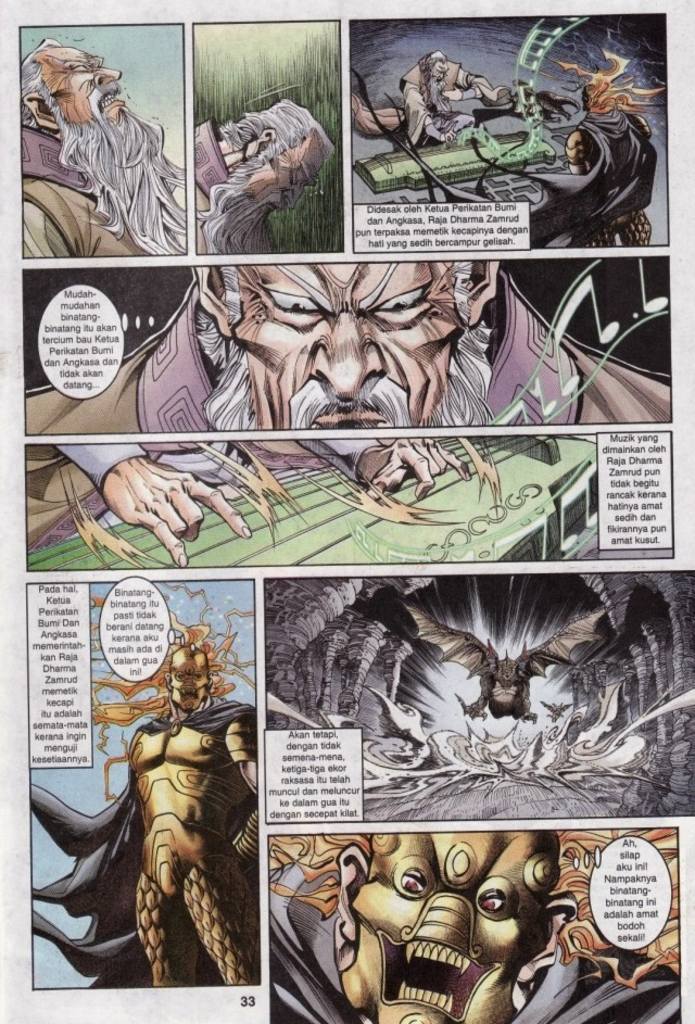 Didesak oleh Ketua Perikatan Bumi
dan Angkasa, Raja Dharma Zamrud
pun terpaksa memetik kecapinya dengan
hati yang sedih bercampur gelisah.
Mudah-
mudahan
binatang-
binatang itu akan
tercium bau Ketua
Perikatan Bumi
dan Angkasa dan
tidak akan
datang...
Muzik yang
dimainkan oleh
Raja Dharma
Zamrud pun
tidak begitu
rancak kerana
hatinya amat
sedih dan
fikirannya pun
amat kusut.
Pada hal,
Ketua
Perikatan
Bumi Dan
Angkasa
memerintah-
kan Raja
Dharma
Zamrud
memetik
kecapi
itu adalah
semata-mata
kerana ingin
menguji
kesetiaannya.
Binatang-
binatang itu
pasti tidak
berani datang
kerana aku
masih ada di
dalam gua
ini!
Akan tetapi,
dengan tidak
semena-mena,
ketiga-tiga ekor
raksasa itu telah
muncul dan meluncur
ke dalam gua itu
dengan secepat kilat.
Ah,
silap
aku ini!
Nampaknya
binatang-
binatang ini
adalah amat
bodoh
sekali!
33